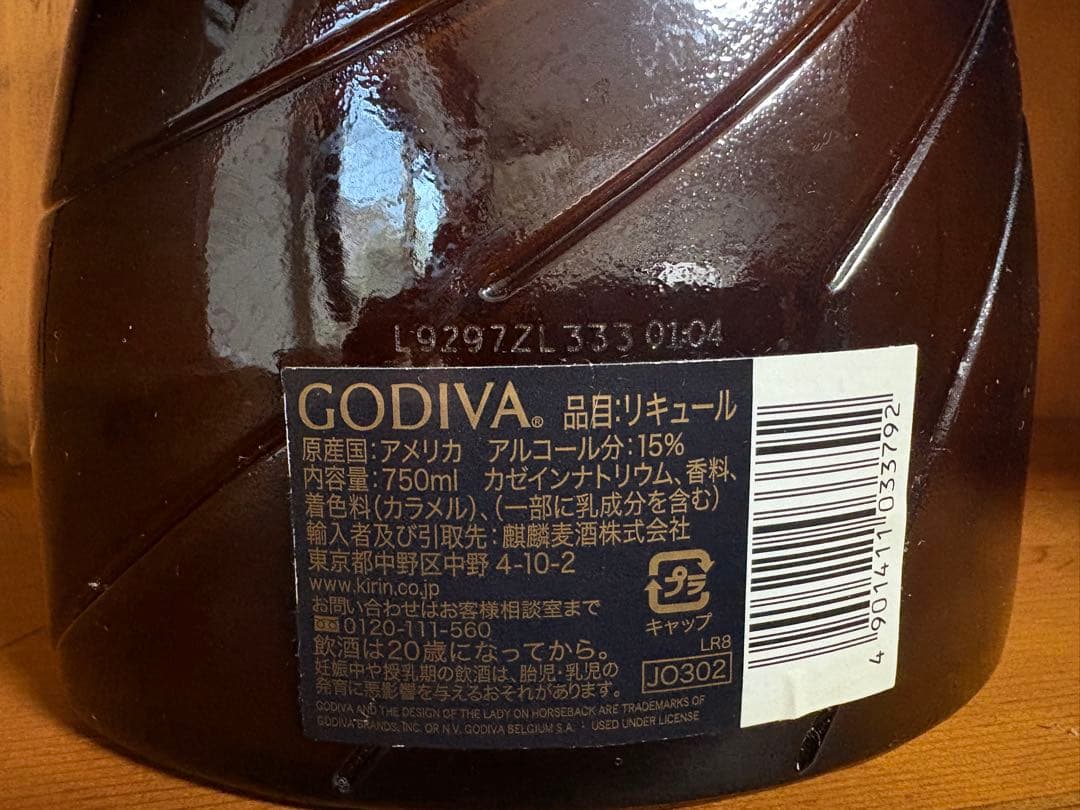 L9297ZL333 01:04
GODIVA® 品目:リキュール
原産国:アメリカ アルコール分:15%
内容量:750ml カゼインナトリウム、香料、
着色料(カラメル)、(一部に乳成分を含む)
輸入者及び引取先:麒麟麦酒株式会社
東京都中野区中野 4-10-2
www.kirin.co.jp
お問い合わせはお客様相談室まで
0120-111-560
飲酒は20歳になってから。
妊娠中や授乳期の飲酒は、胎児・乳児の
発育に悪影響を与えるおそれがあります。
プラ
キャップ
LR8
JO302
GODIVA AND THE DESIGN OF THE LADY ON HORSEBACK ARE TRADEMARKS OF
GODIVA BRANDS, INC. OR N.V. GODIVA BELGIUM S.A. : USED UNDER LICENSE
4 901411 033792